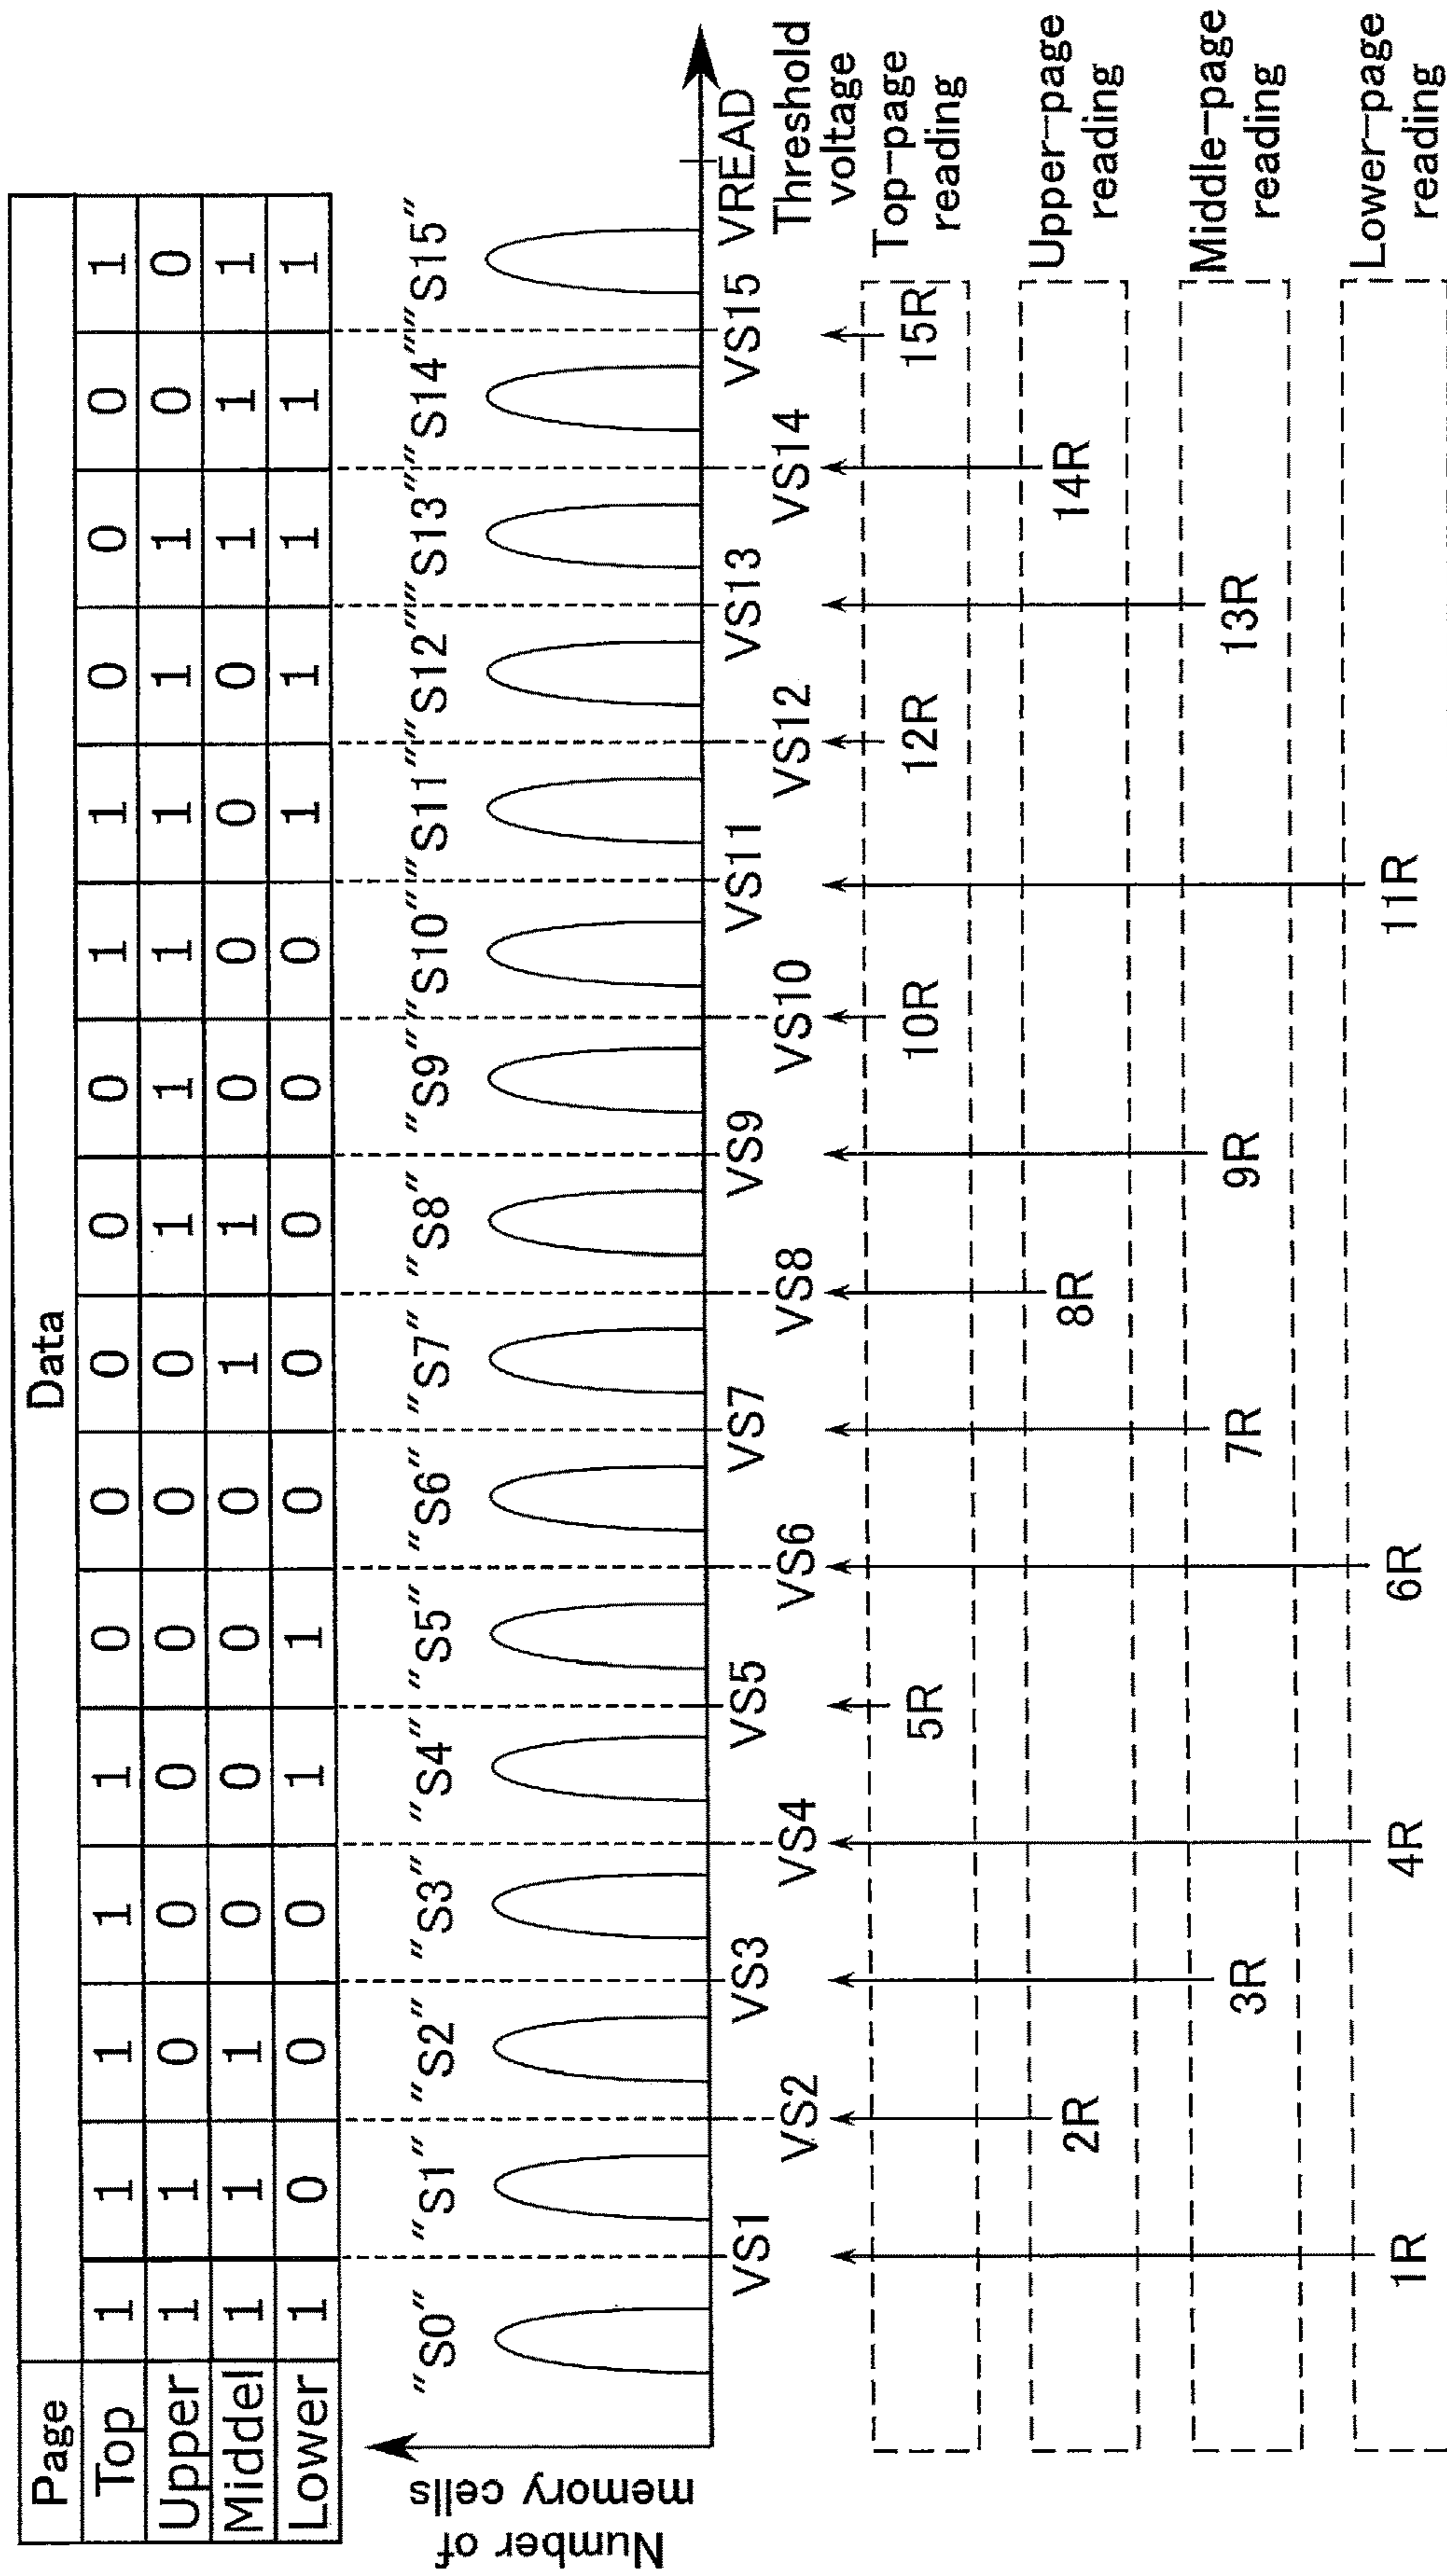 Page Data
Top 1 1 1 1 1 0 0 0 0 0 1 1 0 0 0 1
Upper 1 1 0 0 0 0 0 0 1 1 1 1 1 1 0 0
Middel 1 1 1 0 0 0 0 1 1 0 0 0 0 1 1 1
Lower 1 0 0 0 1 1 0 0 0 0 0 1 1 1 1 1
Number of
memory cells
"S0" "S1" "S2" "S3" "S4" "S5" "S6" "S7" "S8" "S9" "S10" "S11" "S12" "S13" "S14" "S15"
VS1 VS3 VS5 VS7 VS9 VS11 VS13 VS15 VREAD
VS2 VS4 VS6 VS8 VS10 VS12 VS14 Threshold
voltage
Top-page
5R 10R 12R 15R reading
Upper-page
2R 8R 14R reading
Middle-page
3R 7R 9R 13R reading
Lower-page
1R 4R 6R 11R reading